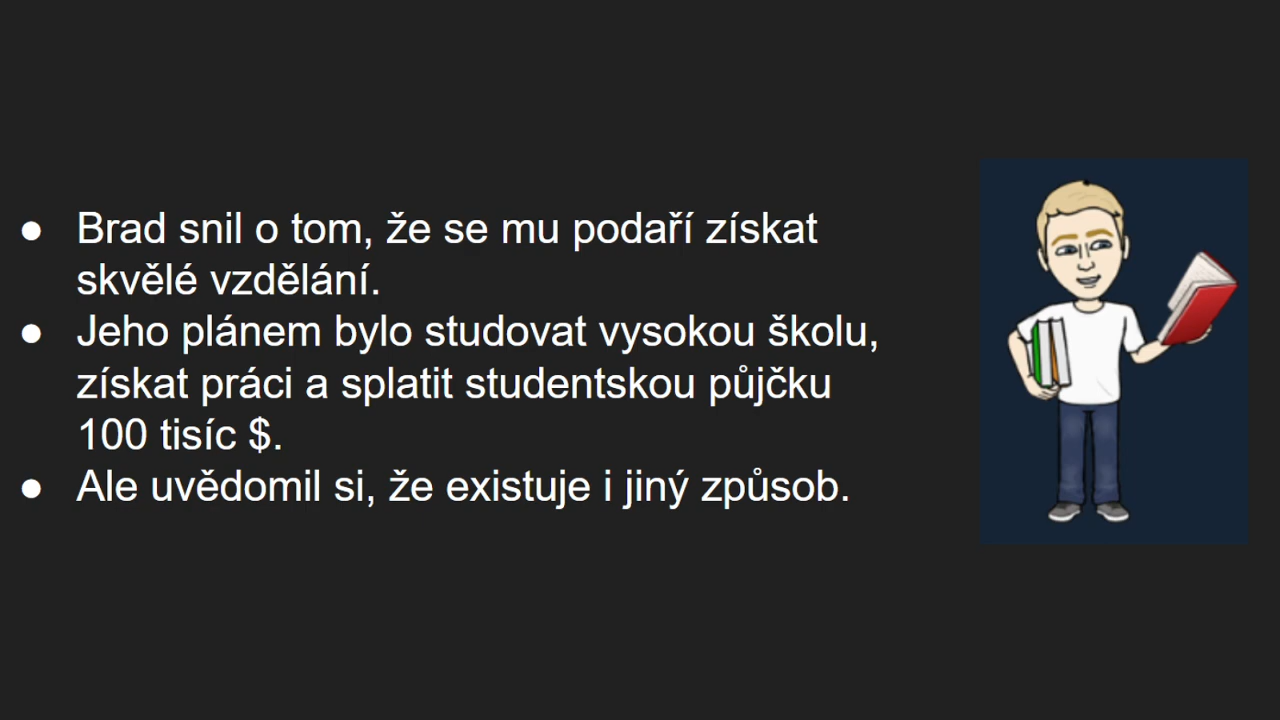 ● Brad snil o tom, že se mu podaří získat
skvělé vzdělání.
● Jeho plánem bylo studovat vysokou školu,
získat práci a splatit studentskou půjčku
100 tisíc $.
● Ale uvědomil si, že existuje i jiný způsob.